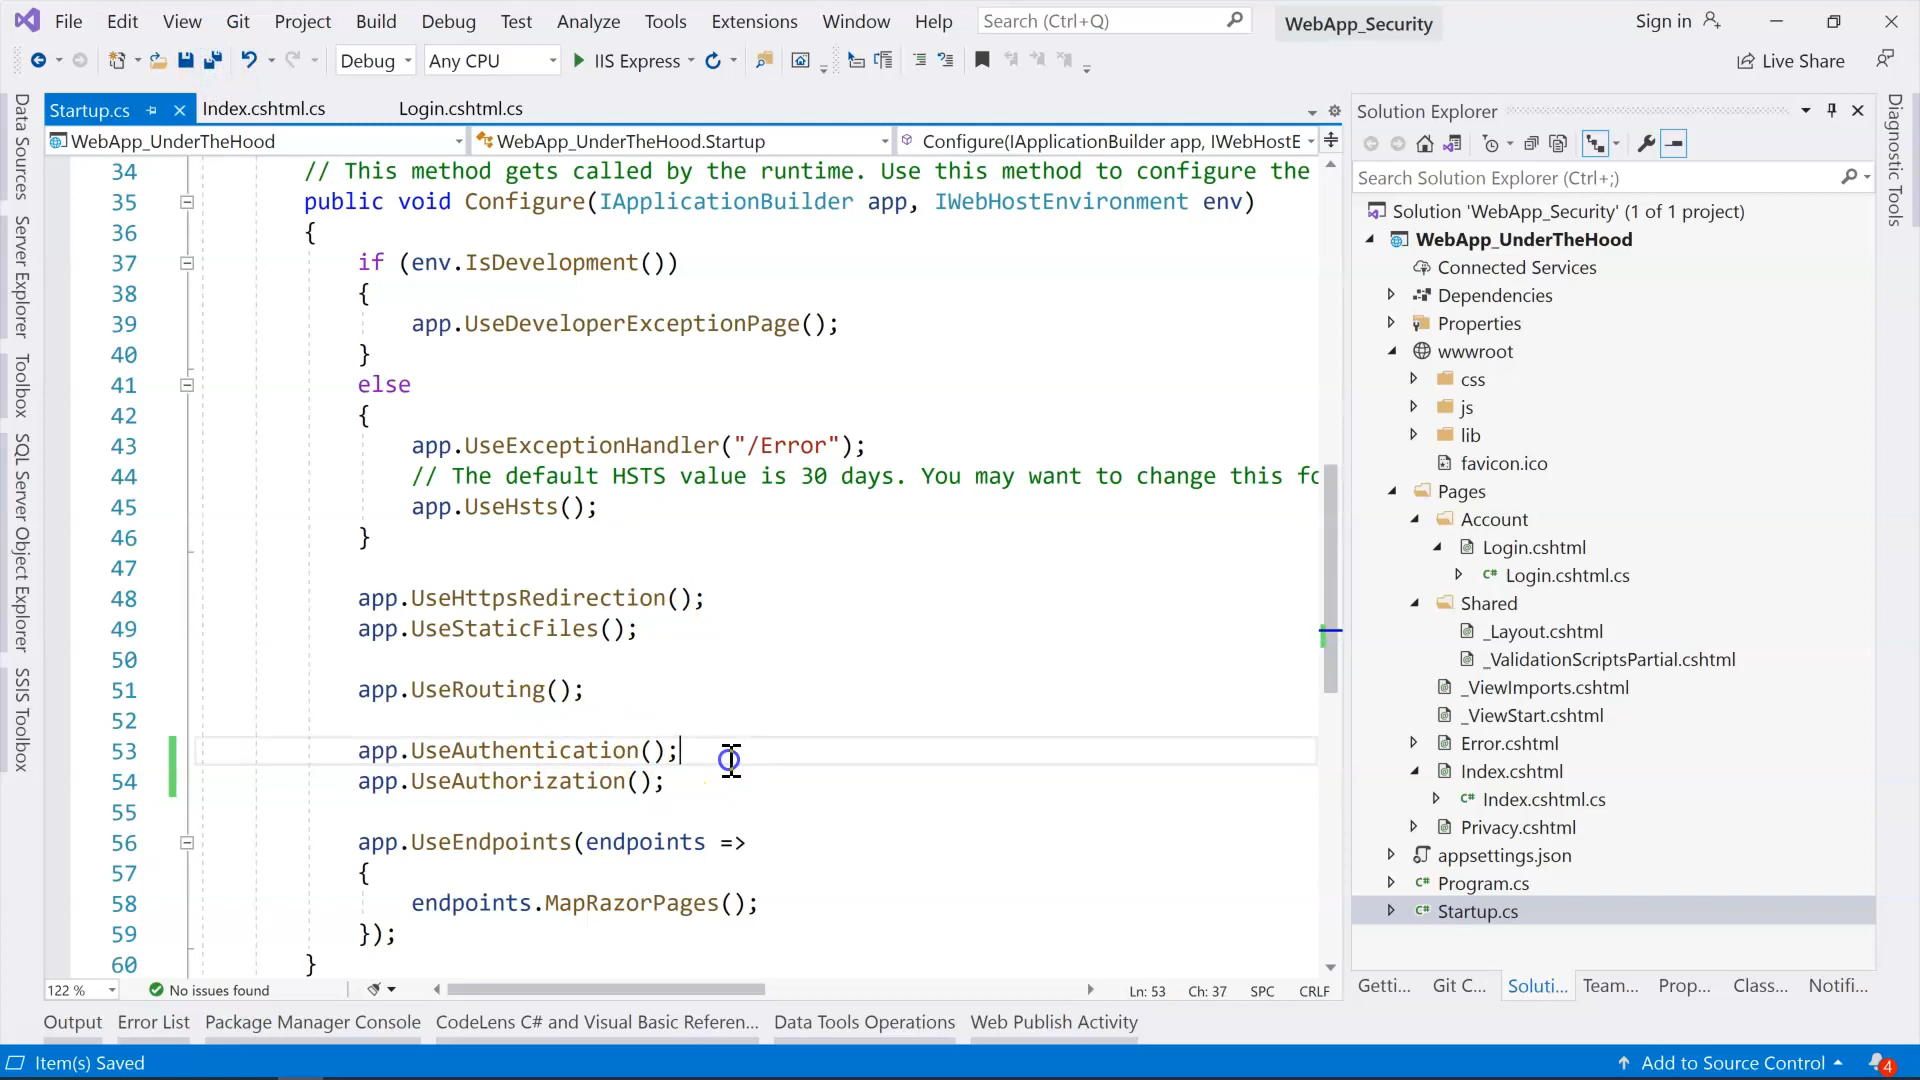 File Edit View Git Project Build Debug Test Analyze Tools Extensions Window Help Search (Ctrl+Q) WebApp_Security Sign in
Debug Any CPU IIS Express Live Share
Startup.cs Index.cshtml.cs Login.cshtml.cs
WebApp_UnderTheHood WebApp_UnderTheHood.Startup Configure(IApplicationBuilder app, IWebHostE
34 // This method gets called by the runtime. Use this method to configure the
35 public void Configure(IApplicationBuilder app, IWebHostEnvironment env)
36 {
37 if (env.IsDevelopment())
38 {
39 app.UseDeveloperExceptionPage();
40 }
41 else
42 {
43 app.UseExceptionHandler("/Error");
44 // The default HSTS value is 30 days. You may want to change this fo
45 app.UseHsts();
46 }
47
48 app.UseHttpsRedirection();
49 app.UseStaticFiles();
50
51 app.UseRouting();
52
53 app.UseAuthentication();
54 app.UseAuthorization();
55
56 app.UseEndpoints(endpoints =>
57 {
58 endpoints.MapRazorPages();
59 });
60 }
122 % No issues found Ln: 53 Ch: 37 SPC CRLF
Data Sources
Server Explorer
Toolbox
SQL Server Object Explorer
SSIS Toolbox
Solution Explorer
Search Solution Explorer (Ctrl+;)
Solution 'WebApp_Security' (1 of 1 project)
WebApp_UnderTheHood
Connected Services
Dependencies
Properties
wwwroot
css
js
lib
favicon.ico
Pages
Account
Login.cshtml
C# Login.cshtml.cs
Shared
_Layout.cshtml
_ValidationScriptsPartial.cshtml
_ViewImports.cshtml
_ViewStart.cshtml
Error.cshtml
Index.cshtml
C# Index.cshtml.cs
Privacy.cshtml
appsettings.json
C# Program.cs
C# Startup.cs
Getti... Git C... Soluti... Team... Prop... Class... Notifi...
Diagnostic Tools
Output Error List Package Manager Console CodeLens C# and Visual Basic Referen... Data Tools Operations Web Publish Activity
Item(s) Saved Add to Source Control 4